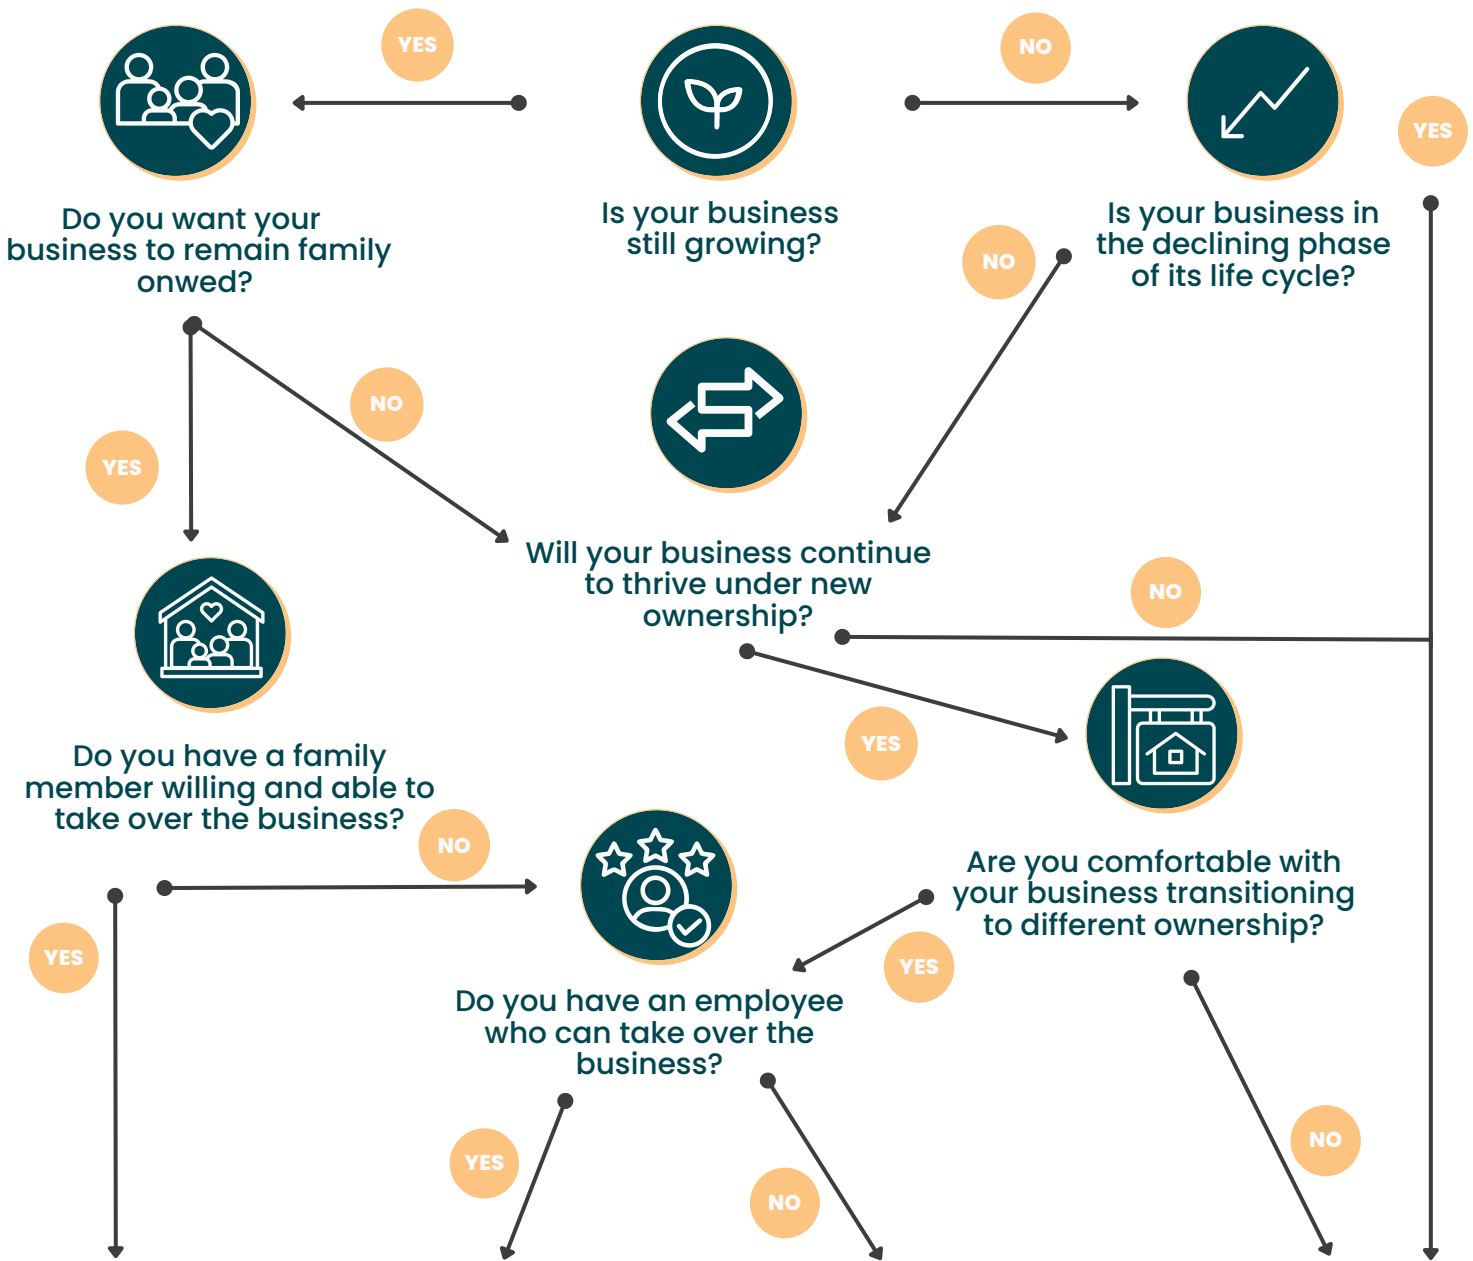 YES
NO
YES
Do you want your
business to remain family
onwed?
Is your business
still growing?
Is your business in
the declining phase
of its life cycle?
NO
NO
YES
Will your business continue
to thrive under new
ownership?
NO
YES
Do you have a family
member willing and able to
take over the business?
NO
Are you comfortable with
your business transitioning
to different ownership?
YES
YES
Do you have an employee
who can take over the
business?
YES
NO
NO